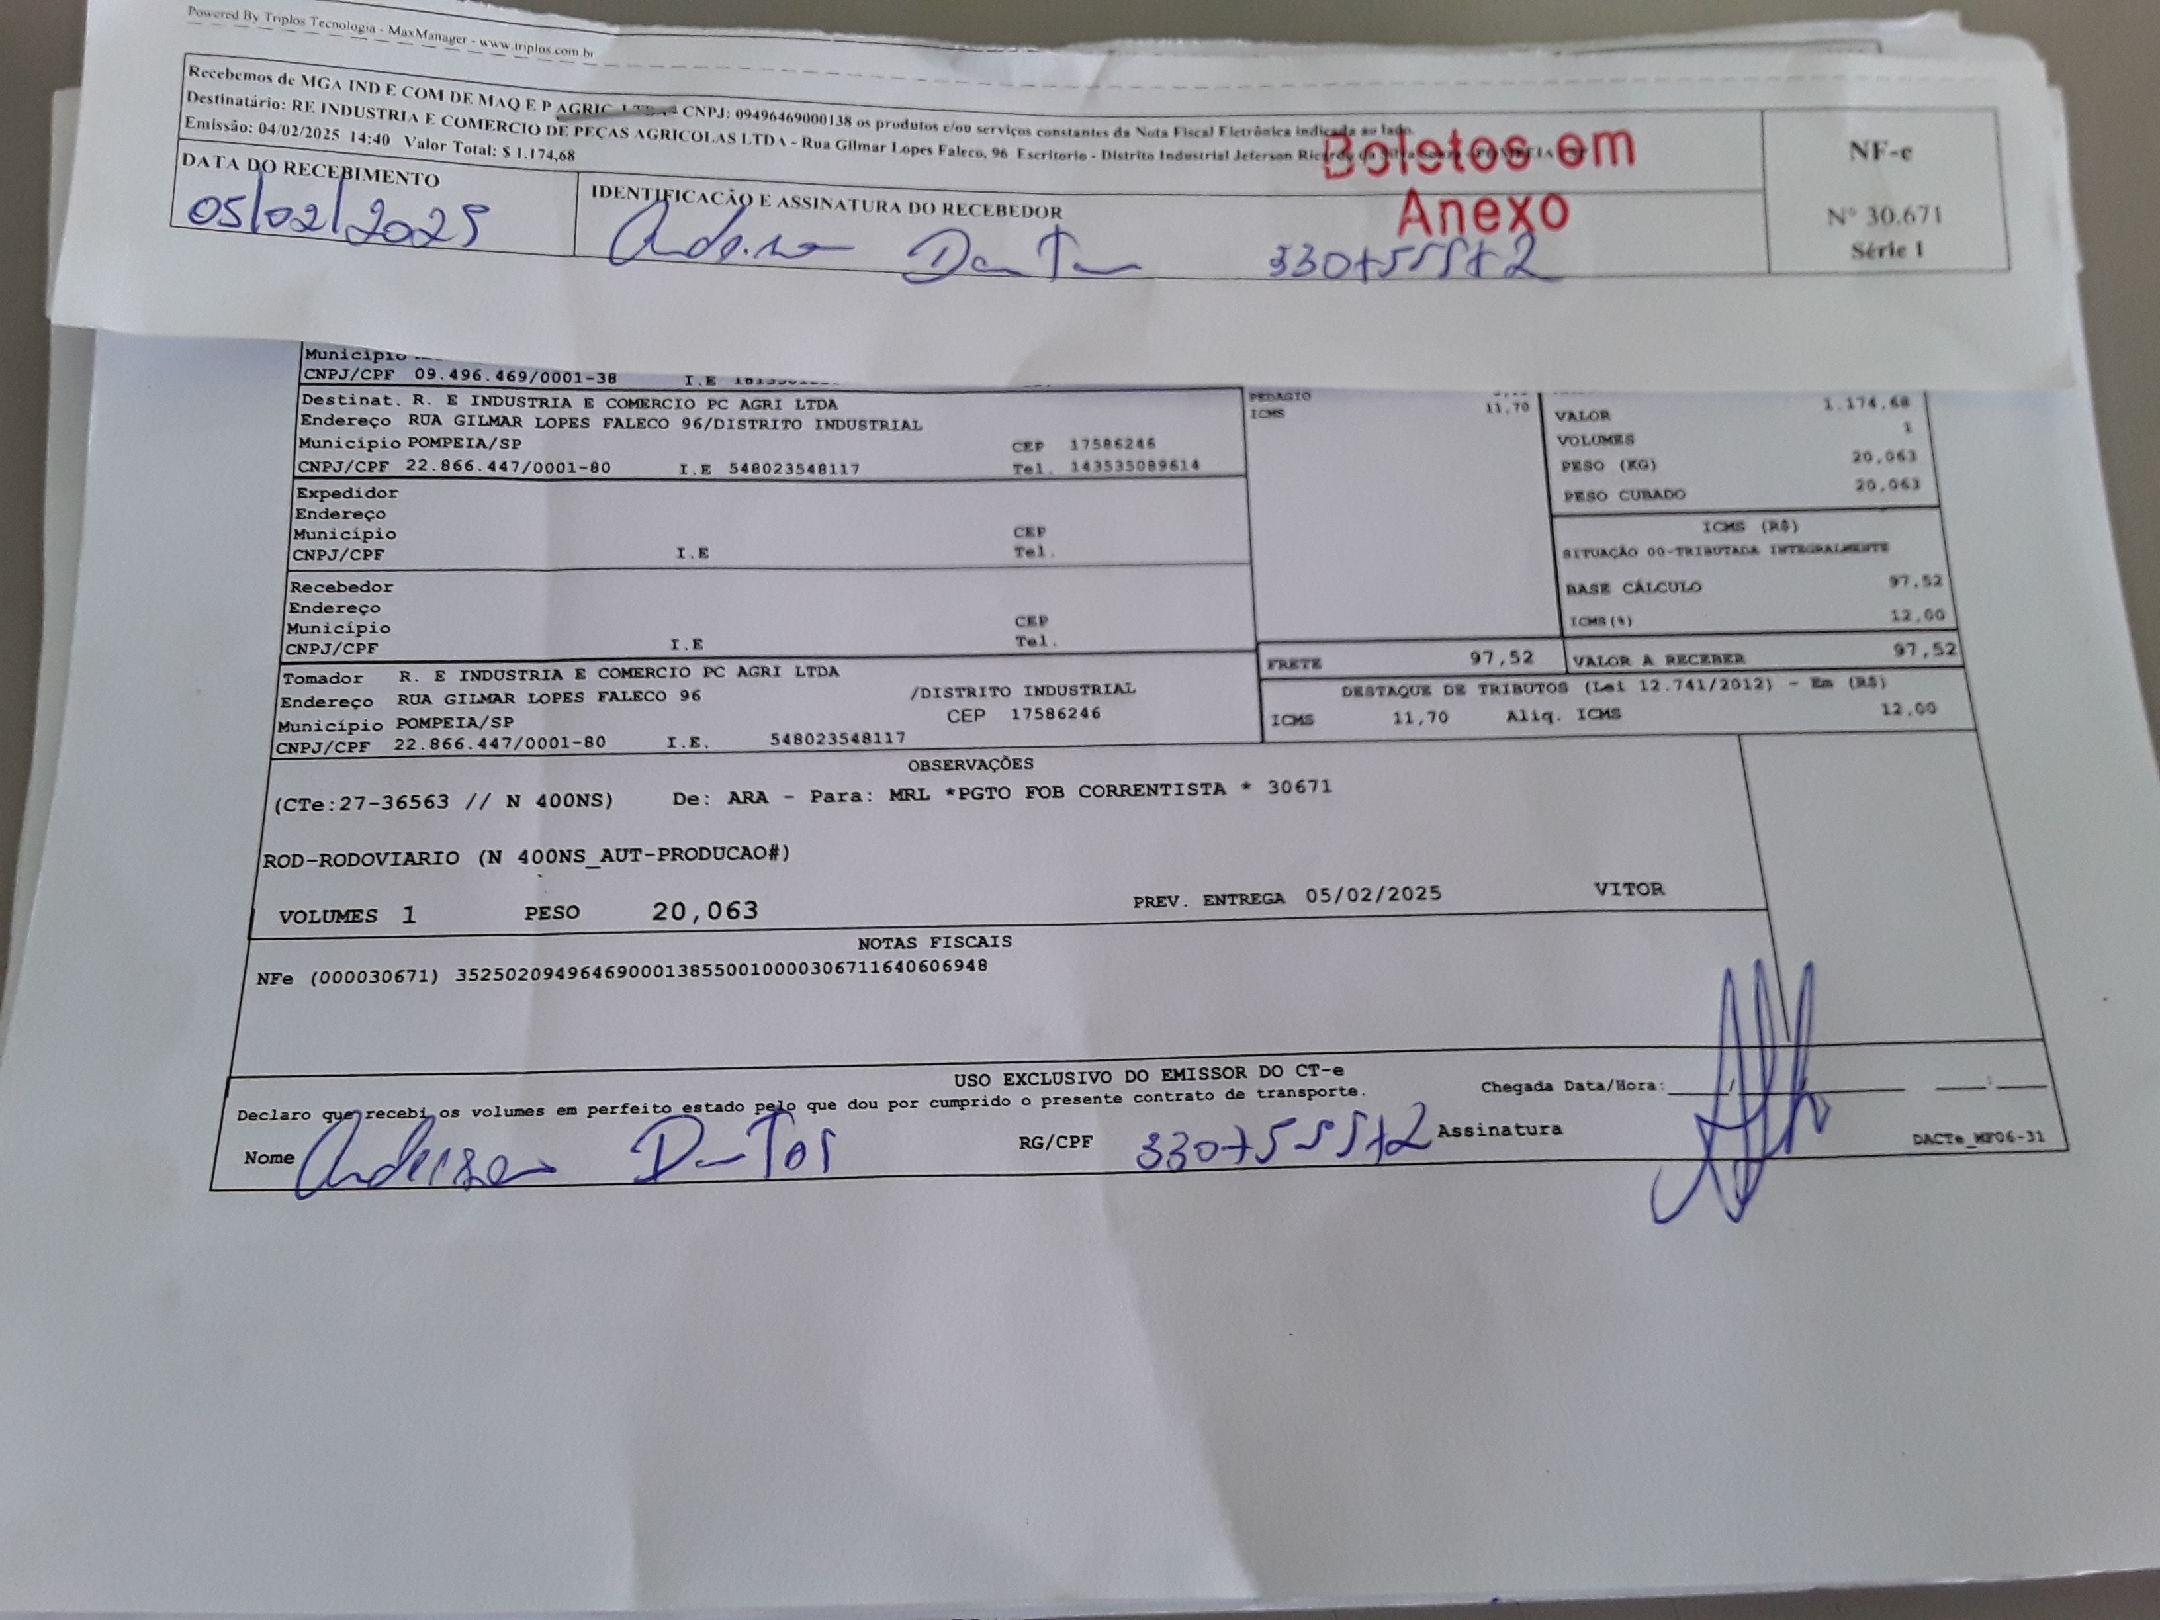 Powered By Triplos Tecnologia - MaxManager - www.triplos.com.br
Recebemos de MGA IND E COM DE MAQ E P AGRIC LTDA CNPJ: 09496469000138 os produtos e/ou serviços constantes da Nota Fiscal Eletrônica indicada ao lado.
Destinatário: RE INDUSTRIA E COMERCIO DE PEÇAS AGRICOLAS LTDA - Rua Gilmar Lopes Faleco, 96 Escritorio - Distrito Industrial Jeferson Ricardo da
Emissão: 04/02/2025 14:40 Valor Total: $ 1.174,68
Boletos em
Anexo
NF-e
Nº 30.671
Série 1
DATA DO RECEBIMENTO
05/02/2025
IDENTIFICAÇÃO E ASSINATURA DO RECEBEDOR
Município
CNPJ/CPF 09.496.469/0001-38 I.E
Destinat. R. E INDUSTRIA E COMERCIO PC AGRI LTDA
Endereço RUA GILMAR LOPES FALECO 96/DISTRITO INDUSTRIAL
Município POMPEIA/SP CEP 17586246
CNPJ/CPF 22.866.447/0001-80 I.E 548023548117 Tel. 143535089614
PEDAGIO
ICMS 11,70
VALOR 1.174,68
VOLUMES 1
PESO (KG) 20,063
PESO CUBADO 20,063
Expedidor
Endereço
Município CEP
CNPJ/CPF I.E Tel.
ICMS (R$)
SITUAÇÃO 00-TRIBUTADA INTEGRALMENTE
BASE CÁLCULO 97,52
ICMS(%) 12,00
Recebedor
Endereço
Município CEP
CNPJ/CPF I.E Tel.
FRETE 97,52 VALOR A RECEBER 97,52
Tomador R. E INDUSTRIA E COMERCIO PC AGRI LTDA
Endereço RUA GILMAR LOPES FALECO 96 /DISTRITO INDUSTRIAL
Município POMPEIA/SP CEP 17586246
CNPJ/CPF 22.866.447/0001-80 I.E. 548023548117
DESTAQUE DE TRIBUTOS (Lei 12.741/2012) - Em (R$)
ICMS 11,70 Aliq. ICMS 12,00
OBSERVAÇÕES
(CTe:27-36563 // N 400NS) De: ARA - Para: MRL *PGTO FOB CORRENTISTA * 30671
ROD-RODOVIARIO (N 400NS_AUT-PRODUCAO#)
VOLUMES 1 PESO 20,063 PREV. ENTREGA 05/02/2025 VITOR
NOTAS FISCAIS
NFe (000030671) 35250209496469000138550010000306711640606948
USO EXCLUSIVO DO EMISSOR DO CT-e
Declaro que recebi os volumes em perfeito estado pelo que dou por cumprido o presente contrato de transporte.
Chegada Data/Hora: / / :
Nome Anderson RG/CPF Assinatura
DACTe_MF06-31